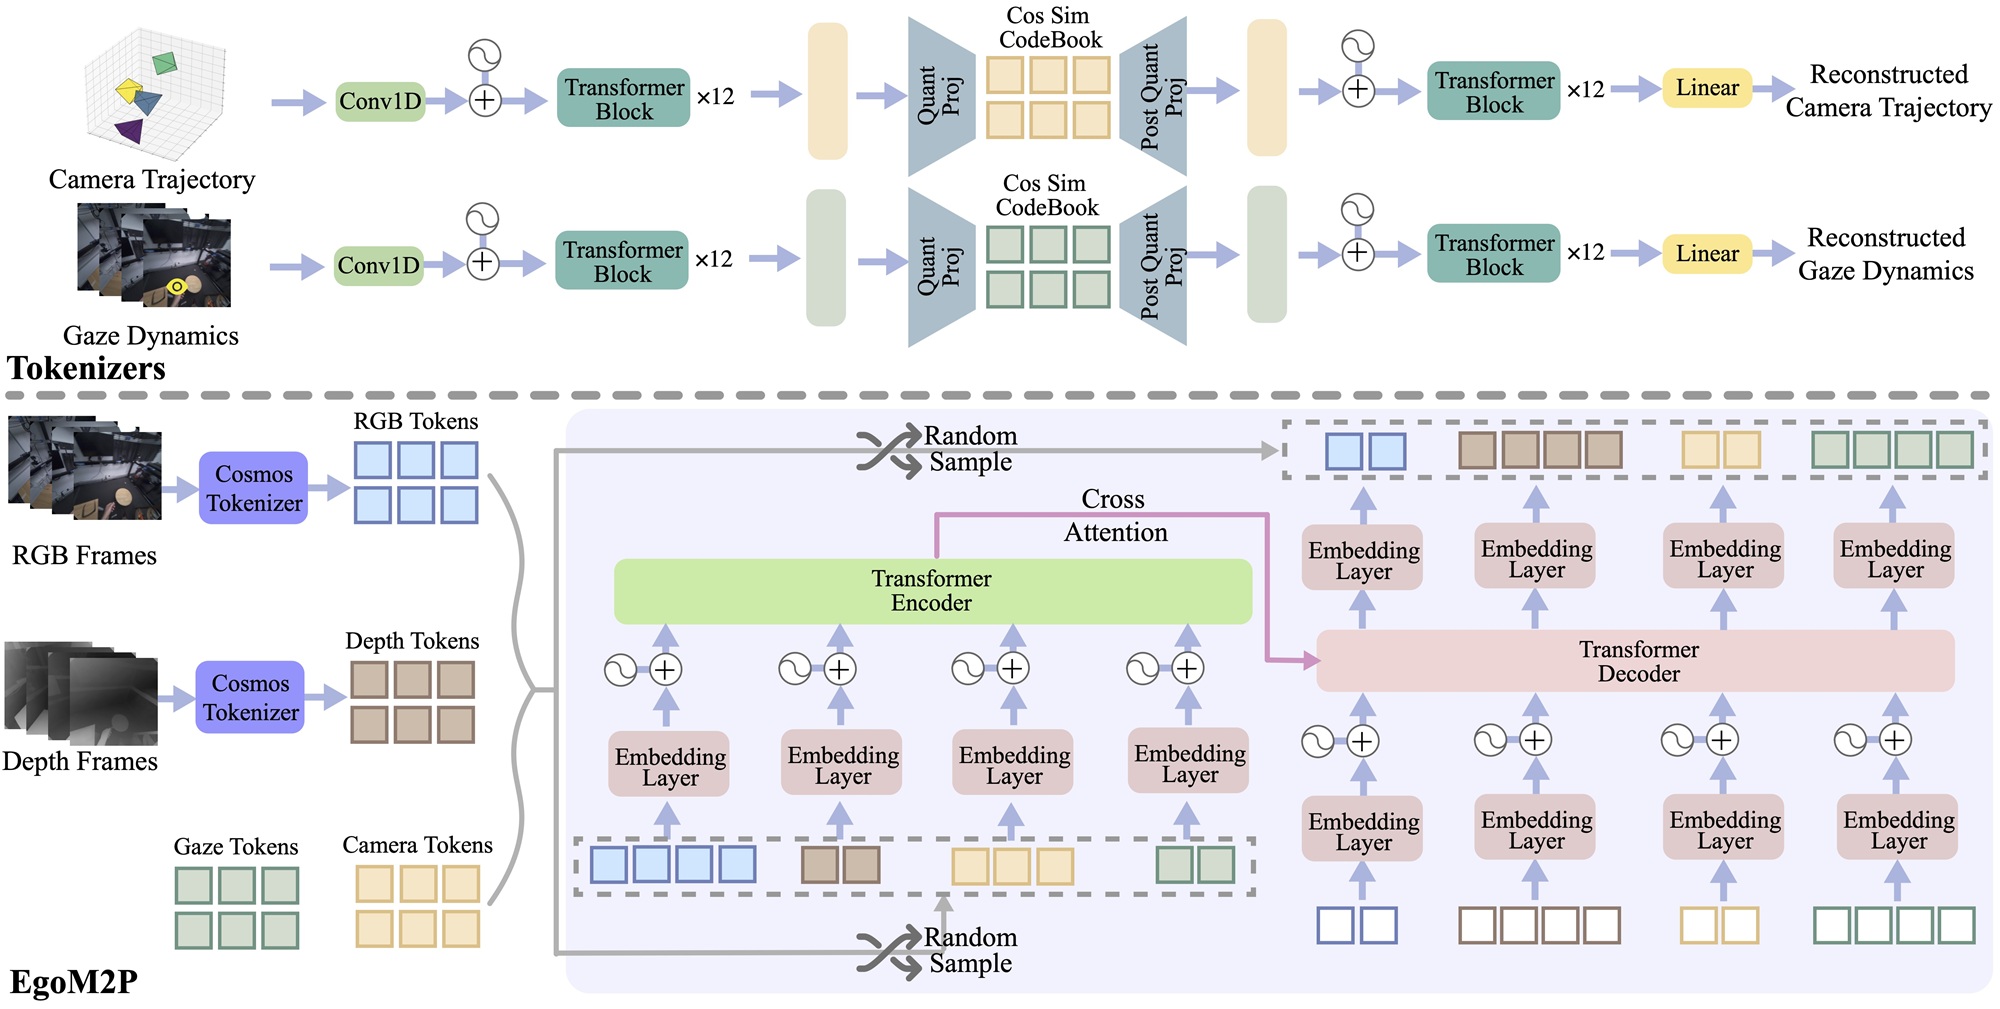 Camera Trajectory
Conv1D
Transformer
Block
×12
Quant
Proj
Cos Sim
CodeBook
Post Quant
Proj
Transformer
Block
×12
Linear
Reconstructed
Camera Trajectory
Gaze Dynamics
Conv1D
Transformer
Block
×12
Quant
Proj
Cos Sim
CodeBook
Post Quant
Proj
Transformer
Block
×12
Linear
Reconstructed
Gaze Dynamics
Tokenizers
RGB Frames
Cosmos
Tokenizer
RGB Tokens
Depth Frames
Cosmos
Tokenizer
Depth Tokens
Gaze Tokens
Camera Tokens
EgoM2P
Random
Sample
Cross
Attention
Transformer
Encoder
Embedding
Layer
Embedding
Layer
Embedding
Layer
Embedding
Layer
Random
Sample
Embedding
Layer
Embedding
Layer
Embedding
Layer
Embedding
Layer
Transformer
Decoder
Embedding
Layer
Embedding
Layer
Embedding
Layer
Embedding
Layer